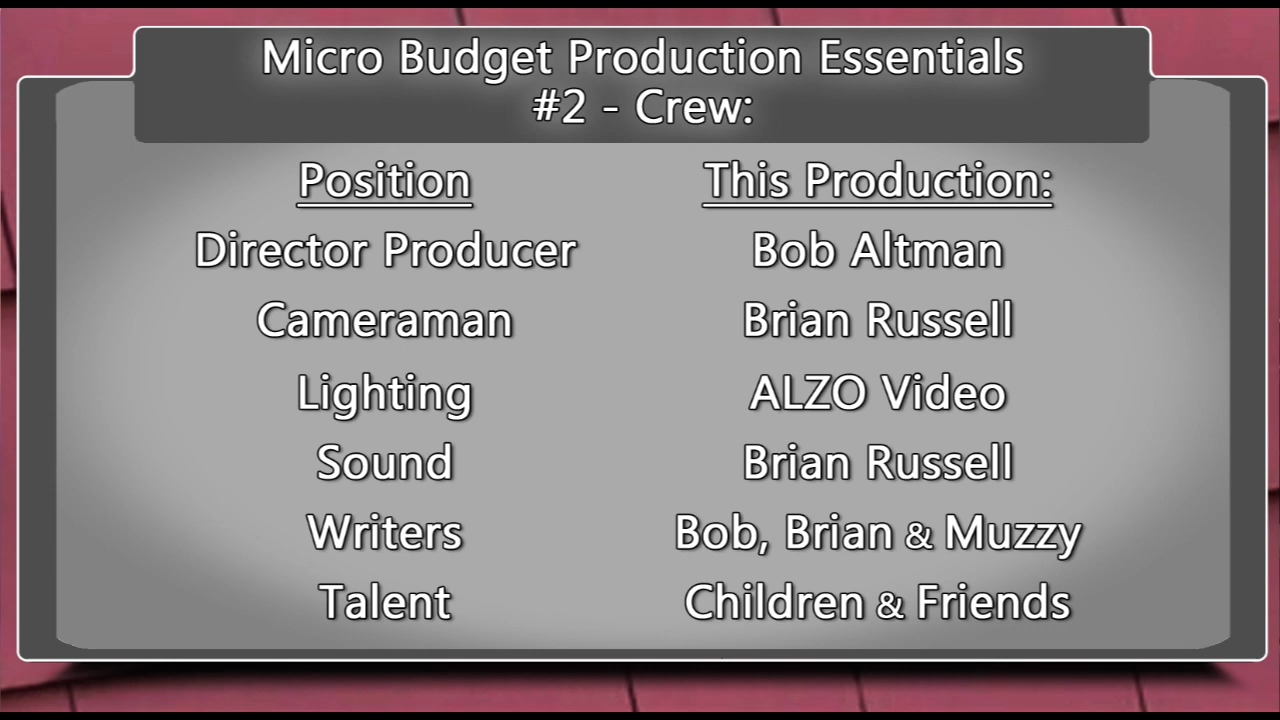 Micro Budget Production Essentials
#2 - Crew:
Position This Production:
Director Producer Bob Altman
Cameraman Brian Russell
Lighting ALZO Video
Sound Brian Russell
Writers Bob, Brian & Muzzy
Talent Children & Friends